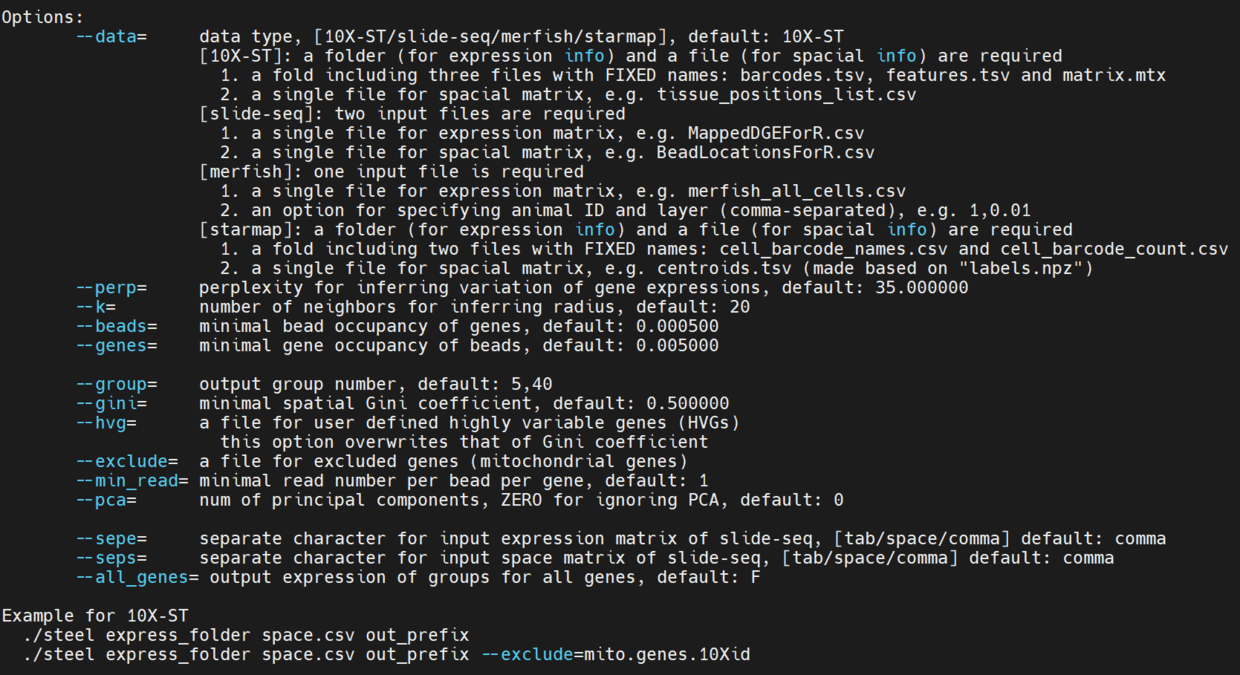 Options:
--data= data type, [10X-ST/slide-seq/merfish/starmap], default: 10X-ST
[10X-ST]: a folder (for expression info) and a file (for spacial info) are required
1. a fold including three files with FIXED names: barcodes.tsv, features.tsv and matrix.mtx
2. a single file for spacial matrix, e.g. tissue_positions_list.csv
[slide-seq]: two input files are required
1. a single file for expression matrix, e.g. MappedDGEForR.csv
2. a single file for spacial matrix, e.g. BeadLocationsForR.csv
[merfish]: one input file is required
1. a single file for expression matrix, e.g. merfish_all_cells.csv
2. an option for specifying animal ID and layer (comma-separated), e.g. 1,0.01
[starmap]: a folder (for expression info) and a file (for spacial info) are required
1. a fold including two files with FIXED names: cell_barcode_names.csv and cell_barcode_count.csv
2. a single file for spacial matrix, e.g. centroids.tsv (made based on "labels.npz")
--perp= perplexity for inferring variation of gene expressions, default: 35.000000
--k= number of neighbors for inferring radius, default: 20
--beads= minimal bead occupancy of genes, default: 0.000500
--genes= minimal gene occupancy of beads, default: 0.005000
--group= output group number, default: 5,40
--gini= minimal spatial Gini coefficient, default: 0.500000
--hvg= a file for user defined highly variable genes (HVGs)
this option overwrites that of Gini coefficient
--exclude= a file for excluded genes (mitochondrial genes)
--min_read= minimal read number per bead per gene, default: 1
--pca= num of principal components, ZERO for ignoring PCA, default: 0
--sepe= separate character for input expression matrix of slide-seq, [tab/space/comma] default: comma
--seps= separate character for input space matrix of slide-seq, [tab/space/comma] default: comma
--all_genes= output expression of groups for all genes, default: F
Example for 10X-ST
./steel express_folder space.csv out_prefix
./steel express_folder space.csv out_prefix --exclude=mito.genes.10Xid